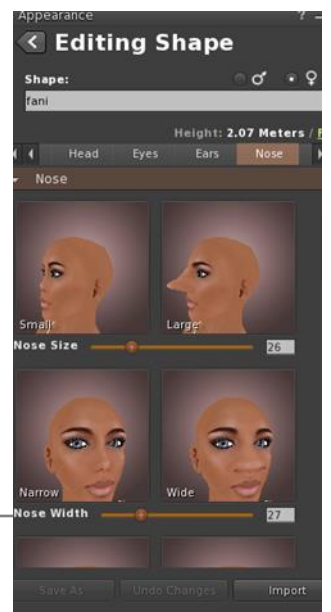 Appearance ?
Editing Shape
Shape: ♂ ♀
fani
Height: 2.07 Meters /
Head Eyes Ears Nose
Nose
Small Large
Nose Size 26
Narrow Wide
Nose Width 27
Save As Undo Changes Import